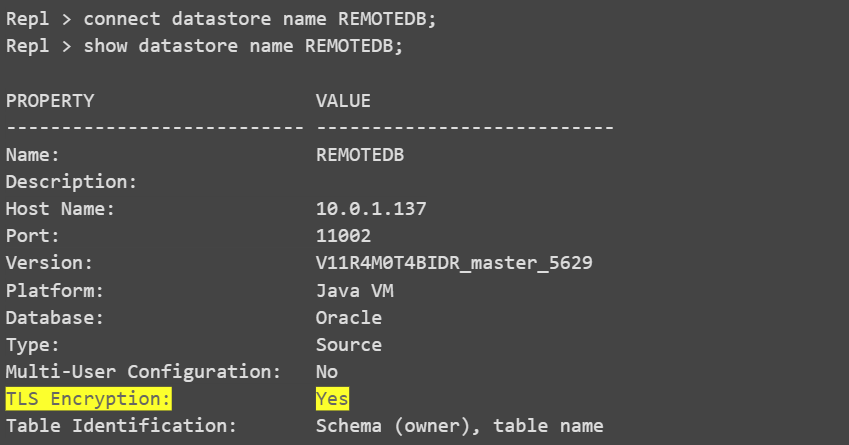 Repl > connect datastore name REMOTEDB;
Repl > show datastore name REMOTEDB;
PROPERTY                    VALUE
--------------------------- ---------------------------
Name:                       REMOTEDB
Description:
Host Name:                  10.0.1.137
Port:                       11002
Version:                    V11R4M0T4BIDR_master_5629
Platform:                   Java VM
Database:                   Oracle
Type:                       Source
Multi-User Configuration:   No
TLS Encryption:             Yes
Table Identification:       Schema (owner), table name